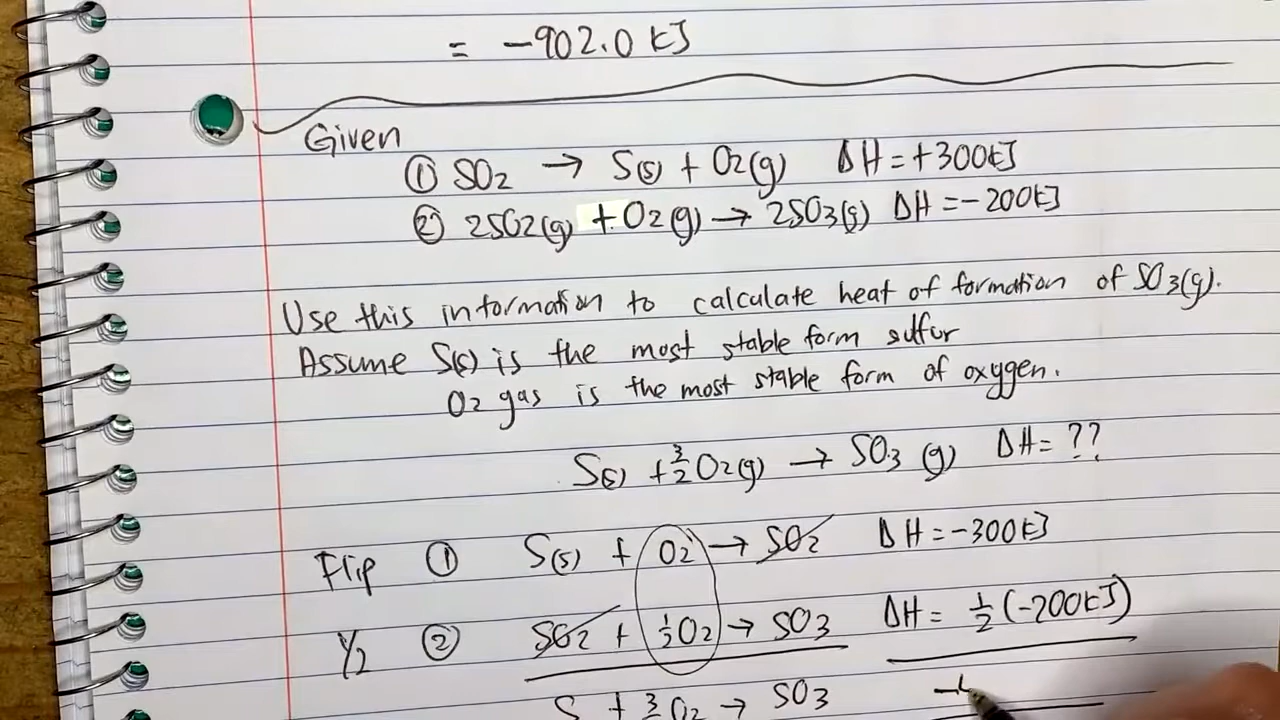 = -902.0 kJ
Given
① SO2 → S(s) + O2(g) ΔH = +300kJ
② 2SO2(g) + O2(g) → 2SO3(g) ΔH = -200kJ
Use this information to calculate heat of formation of SO3(g).
Assume S(s) is the most stable form sulfur
O2 gas is the most stable form of oxygen.
S(s) + 3/2 O2(g) → SO3 (g) ΔH = ??
Flip ① S(s) + O2 → SO2 ΔH = -300kJ
1/2 ② SO2 + 1/2 O2 → SO3 ΔH = 1/2 (-200kJ)
S + 3/2 O2 → SO3